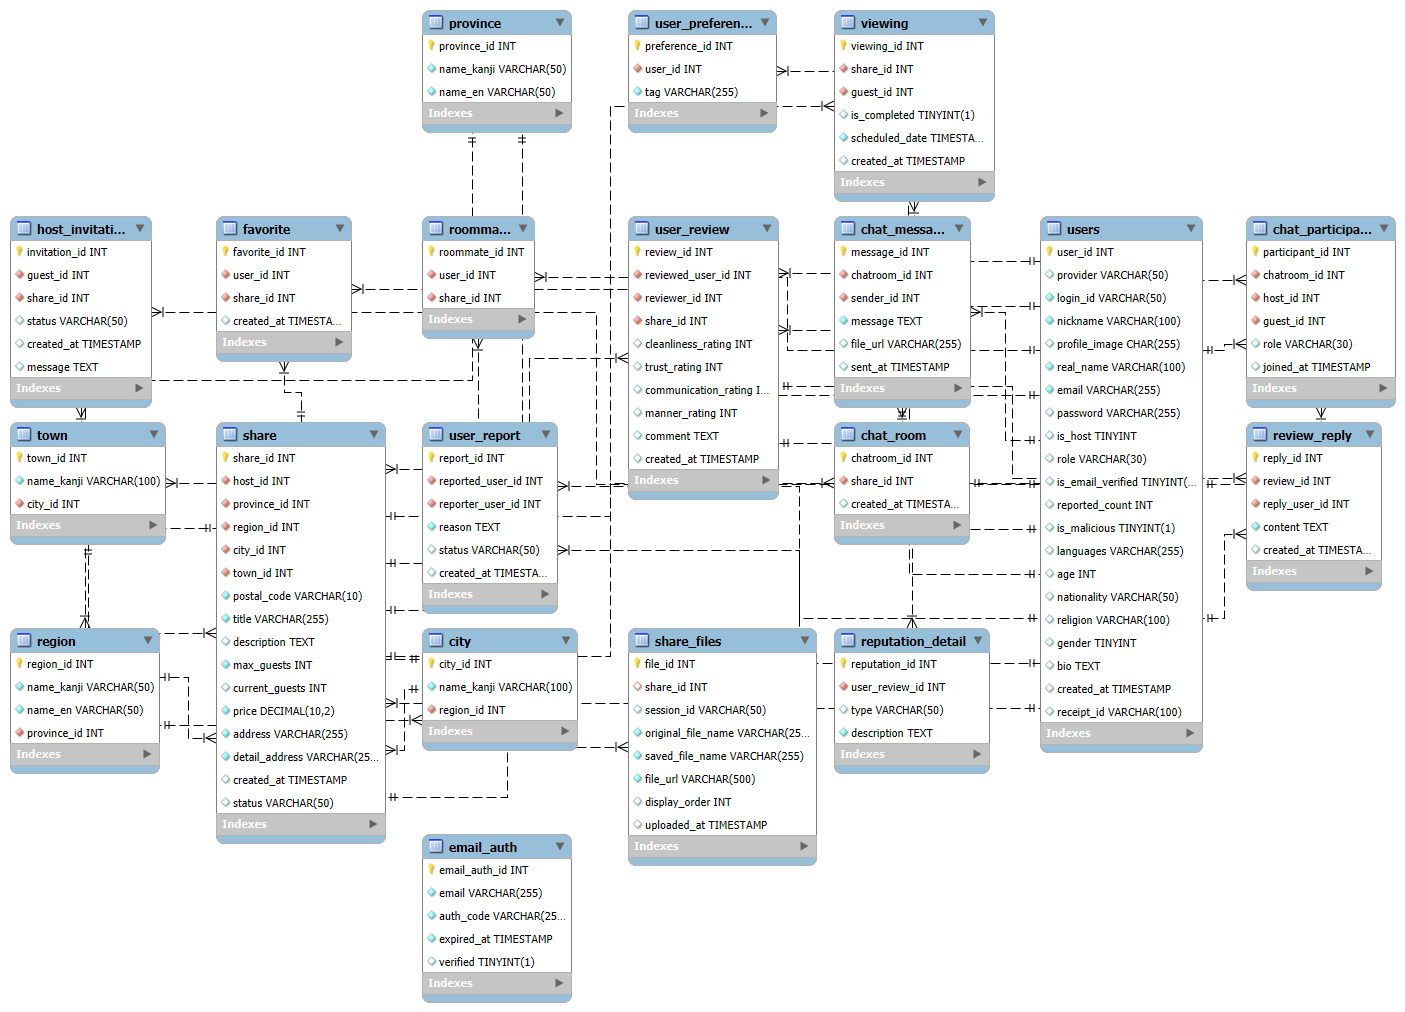 province
province_id INT
name_kanji VARCHAR(50)
name_en VARCHAR(50)
Indexes
user_preferen...
preference_id INT
user_id INT
tag VARCHAR(255)
Indexes
viewing
viewing_id INT
share_id INT
guest_id INT
is_completed TINYINT(1)
scheduled_date TIMESTA...
created_at TIMESTAMP
Indexes
host_invitati...
invitation_id INT
guest_id INT
share_id INT
status VARCHAR(50)
created_at TIMESTAMP
message TEXT
Indexes
favorite
favorite_id INT
user_id INT
share_id INT
created_at TIMESTA...
Indexes
roomma...
roommate_id INT
user_id INT
share_id INT
Indexes
user_review
review_id INT
reviewed_user_id INT
reviewer_id INT
share_id INT
cleanliness_rating INT
trust_rating INT
communication_rating I...
manner_rating INT
comment TEXT
created_at TIMESTAMP
Indexes
chat_messa...
message_id INT
chatroom_id INT
sender_id INT
message TEXT
file_url VARCHAR(255)
sent_at TIMESTAMP
Indexes
users
user_id INT
provider VARCHAR(50)
login_id VARCHAR(50)
nickname VARCHAR(100)
profile_image CHAR(255)
real_name VARCHAR(100)
email VARCHAR(255)
password VARCHAR(255)
is_host TINYINT
role VARCHAR(30)
is_email_verified TINYINT(...
reported_count INT
is_malicious TINYINT(1)
languages VARCHAR(255)
age INT
nationality VARCHAR(50)
religion VARCHAR(100)
gender TINYINT
bio TEXT
created_at TIMESTAMP
receipt_id VARCHAR(100)
Indexes
chat_participa...
participant_id INT
chatroom_id INT
host_id INT
guest_id INT
role VARCHAR(30)
joined_at TIMESTAMP
Indexes
town
town_id INT
name_kanji VARCHAR(100)
city_id INT
Indexes
share
share_id INT
host_id INT
province_id INT
region_id INT
city_id INT
town_id INT
postal_code VARCHAR(10)
title VARCHAR(255)
description TEXT
max_guests INT
current_guests INT
price DECIMAL(10,2)
address VARCHAR(255)
detail_address VARCHAR(25...
created_at TIMESTAMP
status VARCHAR(50)
Indexes
user_report
report_id INT
reported_user_id INT
reporter_user_id INT
reason TEXT
status VARCHAR(50)
created_at TIMESTA...
Indexes
chat_room
chatroom_id INT
share_id INT
created_at TIMESTAMP
Indexes
review_reply
reply_id INT
review_id INT
reply_user_id INT
content TEXT
created_at TIMESTA...
Indexes
region
region_id INT
name_kanji VARCHAR(50)
name_en VARCHAR(50)
province_id INT
Indexes
city
city_id INT
name_kanji VARCHAR(100)
region_id INT
Indexes
share_files
file_id INT
share_id INT
session_id VARCHAR(50)
original_file_name VARCHAR(25...
saved_file_name VARCHAR(255)
file_url VARCHAR(500)
display_order INT
uploaded_at TIMESTAMP
Indexes
reputation_detail
reputation_id INT
user_review_id INT
type VARCHAR(50)
description TEXT
Indexes
email_auth
email_auth_id INT
email VARCHAR(255)
auth_code VARCHAR(25...
expired_at TIMESTAMP
verified TINYINT(1)
Indexes